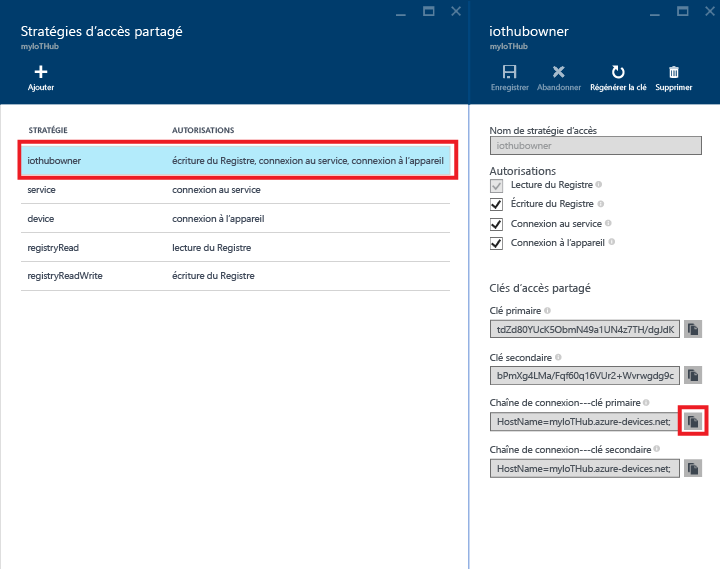 Stratégies d'accès partagé
myIoTHub
Ajouter
STRATÉGIE AUTORISATIONS
iothubowner écriture du Registre, connexion au service, connexion à l'appareil
service connexion au service
device connexion à l'appareil
registryRead lecture du Registre
registryReadWrite écriture du Registre
iothubowner
myIoTHub
Enregistrer Abandonner Régénérer la clé Supprimer
Nom de stratégie d'accès
iothubowner
Autorisations
Lecture du Registre
Écriture du Registre
Connexion au service
Connexion à l'appareil
Clés d'accès partagé
Clé primaire
tdZd80YUcK5ObmN49a1UN4z7TH/dgJdK
Clé secondaire
bPmXg4LMa/Fqf60q16VUr2+Wvrwgdg9c
Chaîne de connexion---clé primaire
HostName=myIoTHub.azure-devices.net;
Chaîne de connexion---clé secondaire
HostName=myIoTHub.azure-devices.net;